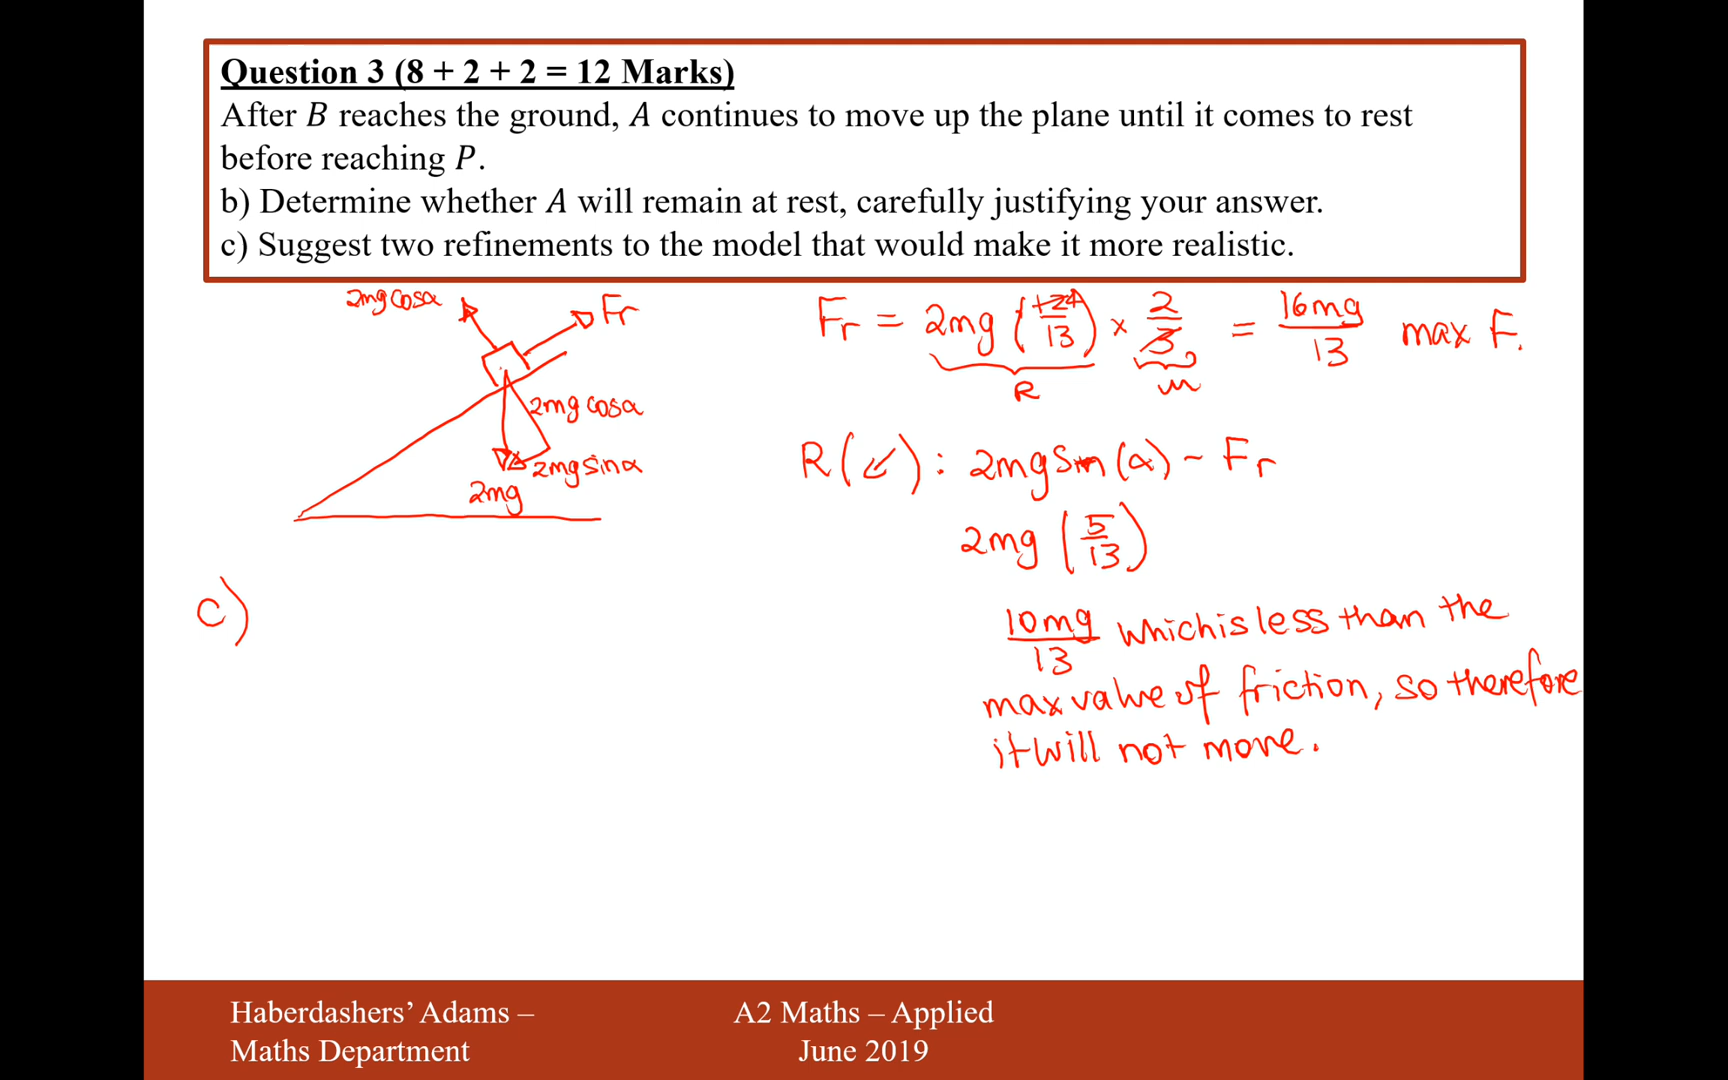 Question 3 (8 + 2 + 2 = 12 Marks)
After B reaches the ground, A continues to move up the plane until it comes to rest
before reaching P.
b) Determine whether A will remain at rest, carefully justifying your answer.
c) Suggest two refinements to the model that would make it more realistic.
2mg cosα
Fr
2mg cosα
2mg sinα
2mg
Fr = 2mg (12/13) × 2/3 = 16mg/13 max F.
R
μ
R(↙): 2mg Sin(α) - Fr
2mg (5/13)
10mg/13 which is less than the
max value of friction, so therefore
it will not move.
c)
Haberdashers' Adams –
Maths Department
A2 Maths – Applied
June 2019